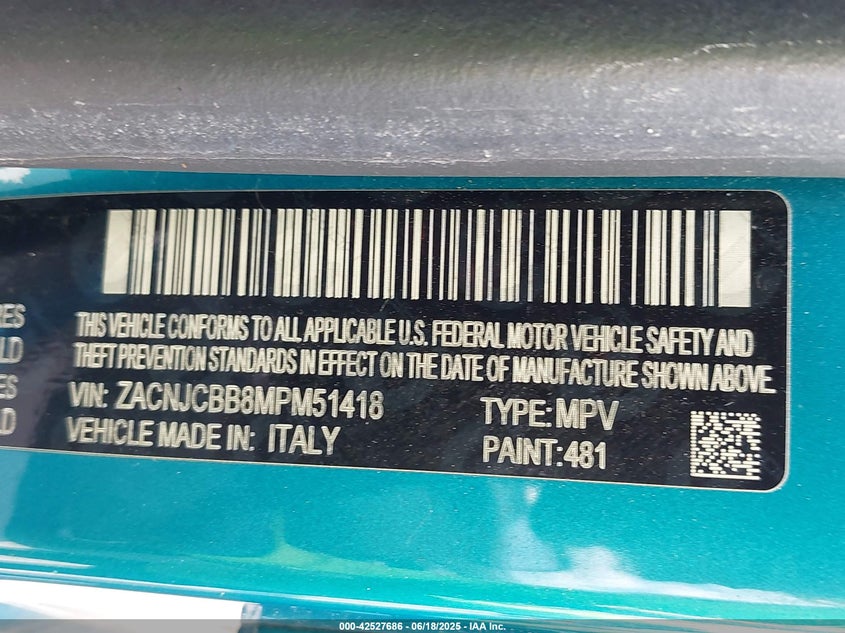 THIS VEHICLE CONFORMS TO ALL APPLICABLE U.S. FEDERAL MOTOR VEHICLE SAFETY AND
THEFT PREVENTION STANDARDS IN EFFECT ON THE DATE OF MANUFACTURE SHOWN ABOVE.
VIN: ZACNJCBB8MPM51418 TYPE: MPV
VEHICLE MADE IN: ITALY PAINT:481
000-42527686 - 06/18/2025 - IAA Inc.